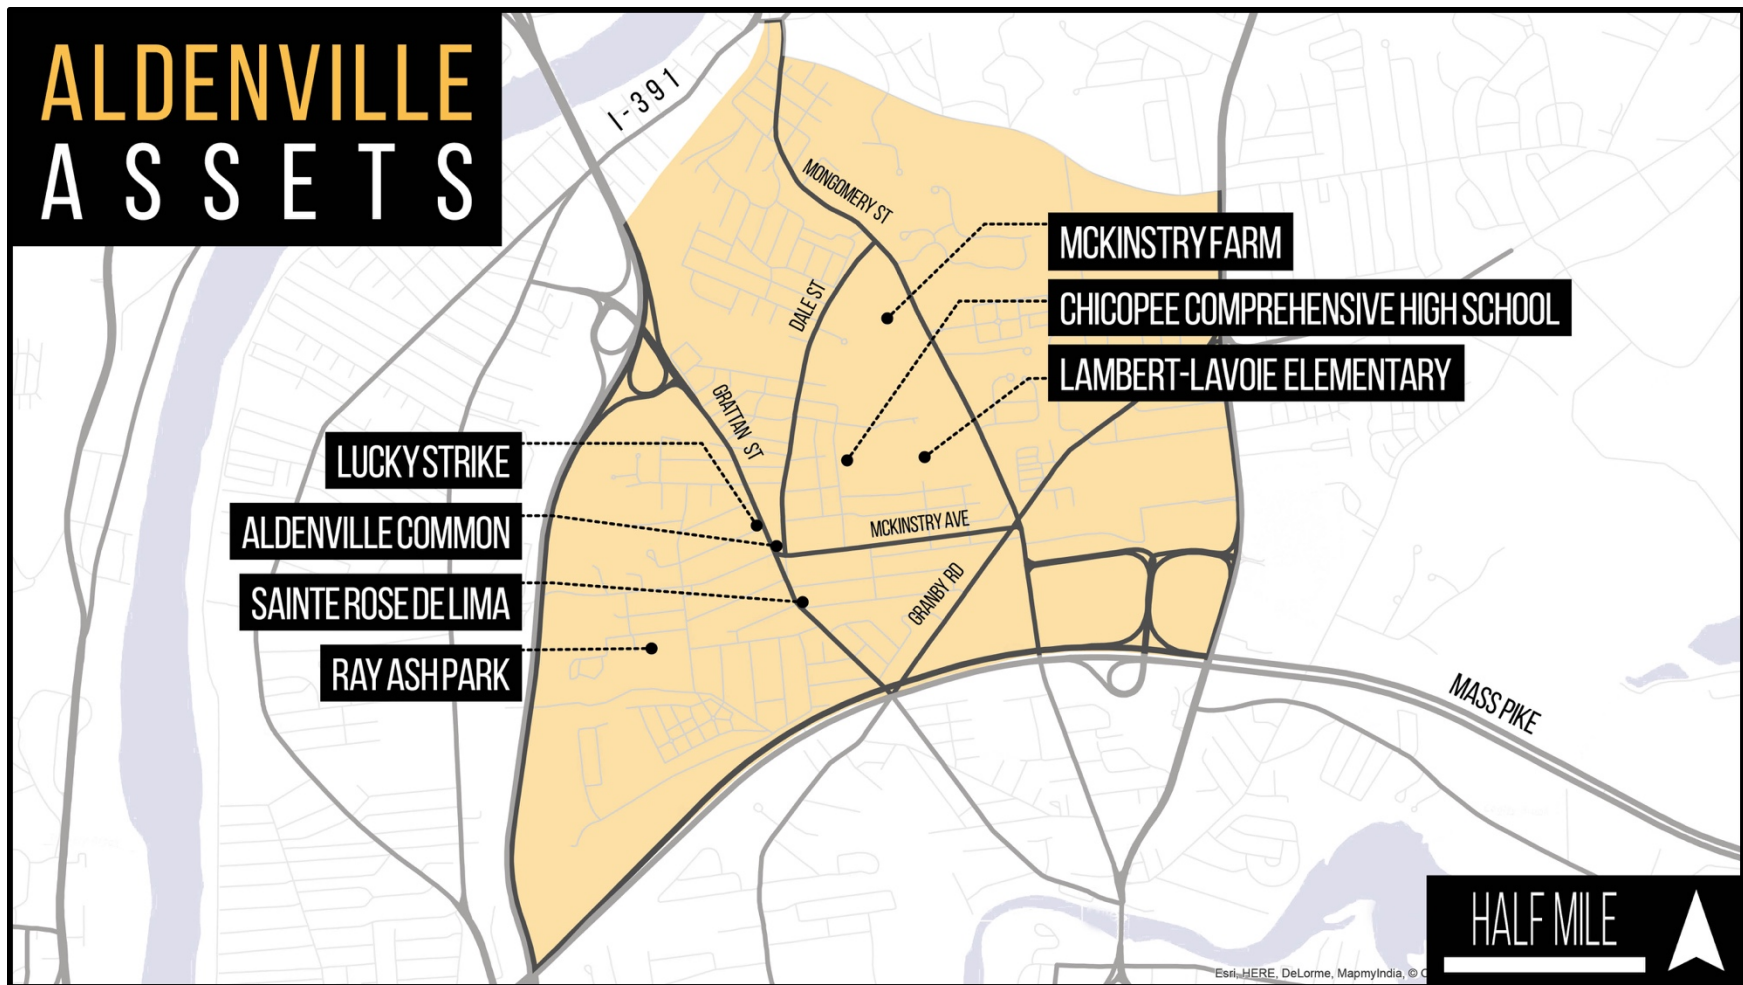 ALDENVILLE
ASSETS
I-391
MONGOMERY ST
MCKINSTRY FARM
CHICOPEE COMPREHENSIVE HIGH SCHOOL
DALE ST
LAMBERT-LAVOIE ELEMENTARY
GRATTAN ST
LUCKY STRIKE
ALDENVILLE COMMON
MCKINSTRY AVE
SAINTE ROSE DE LIMA
GRANBY RD
RAY ASH PARK
MASS PIKE
HALF MILE
Esri, HERE, DeLorme, MapmyIndia, ©